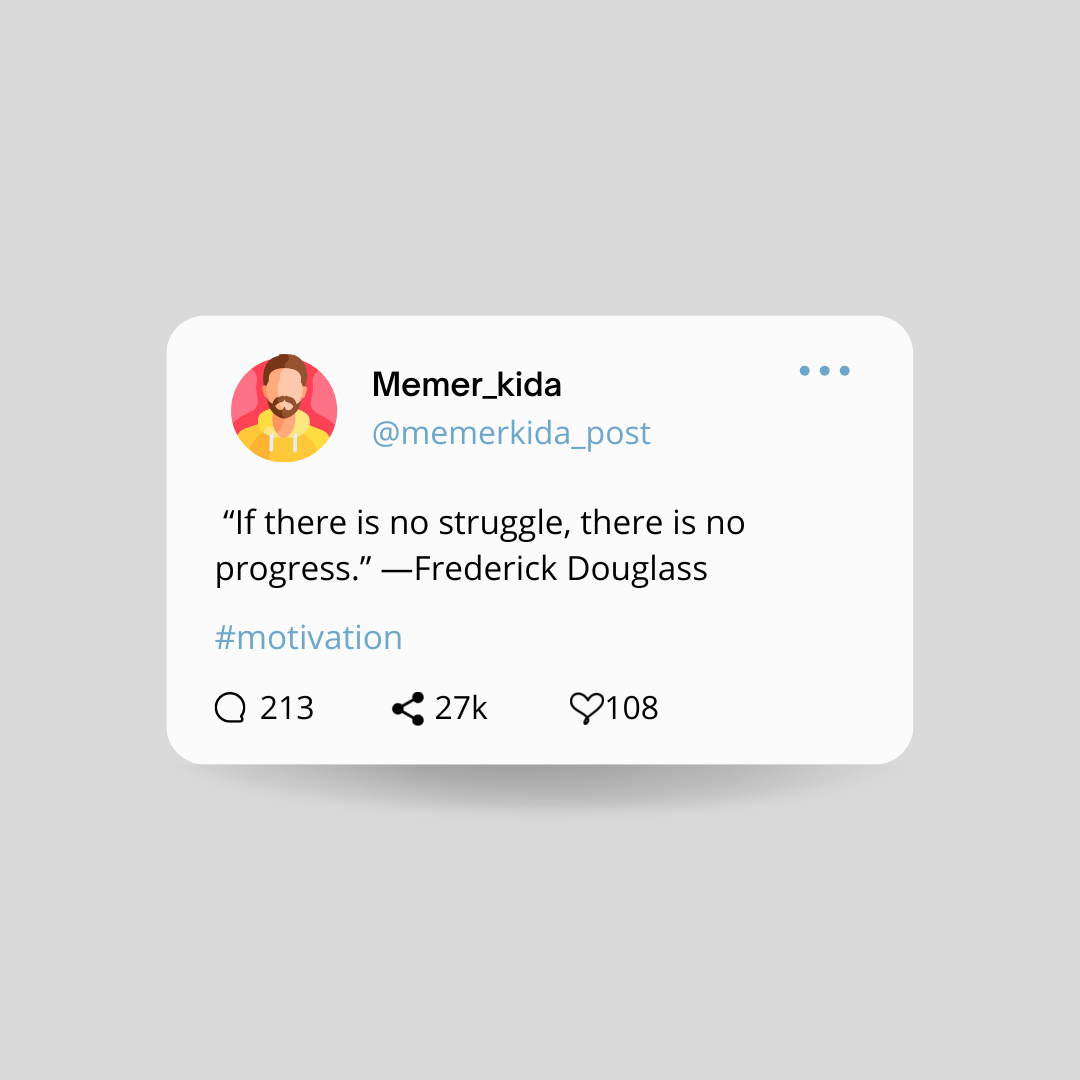 Memer_kida
@memerkida_post
“If there is no struggle, there is no
progress.” —Frederick Douglass
#motivation
213 27k 108